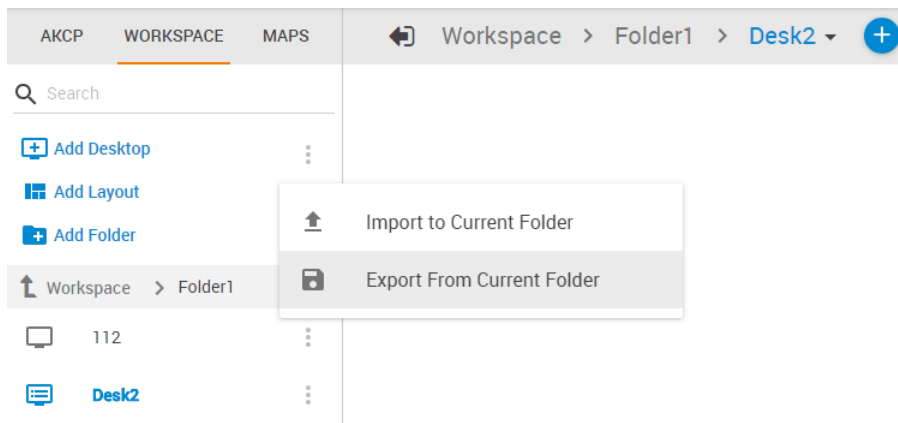 AKCP WORKSPACE MAPS
Workspace > Folder1 > Desk2
Search
Add Desktop
Add Layout
Add Folder
Import to Current Folder
Export From Current Folder
Workspace > Folder1
112
Desk2